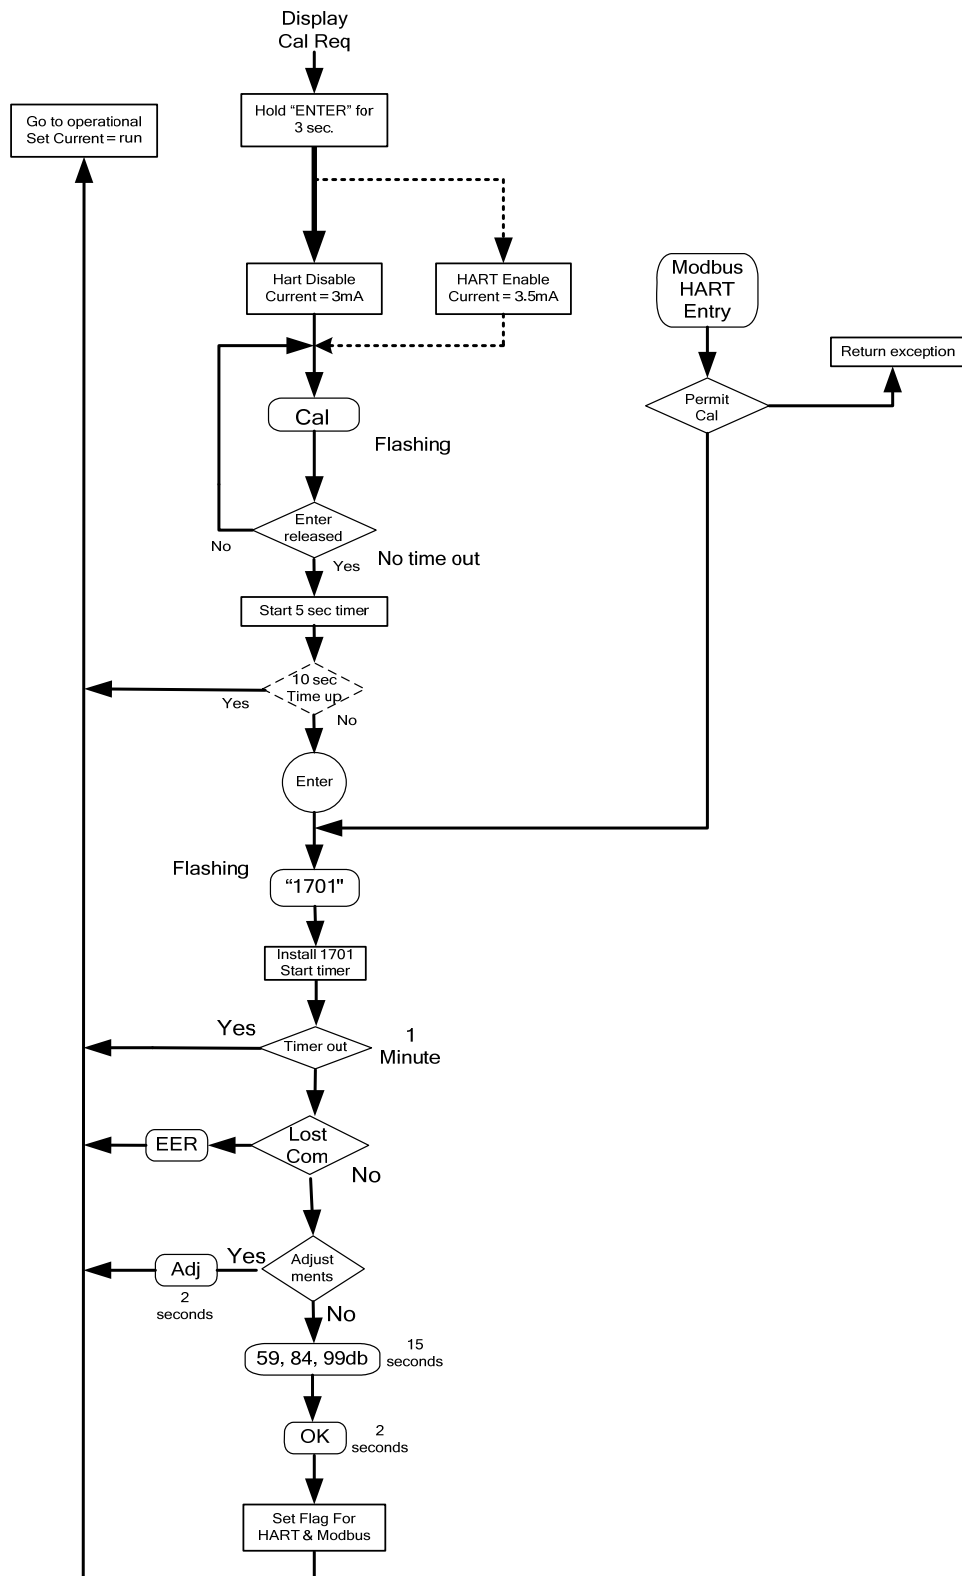 Display
Cal Req
Hold “ENTER” for
3 sec.
Go to operational
Set Current = run
Hart Disable
Current = 3mA
HART Enable
Current = 3.5mA
Modbus
HART
Entry
Return exception
Permit
Cal
Cal
Flashing
Enter
released
No
No time out
Yes
Start 5 sec timer
10 sec
Time up
Yes
No
Enter
Flashing
“1701"
Install 1701
Start timer
Yes
Timer out
1
Minute
EER
Lost
Com
No
Adj
Yes
Adjust
ments
2
seconds
No
59, 84, 99db
15
seconds
OK
2
seconds
Set Flag For
HART & Modbus